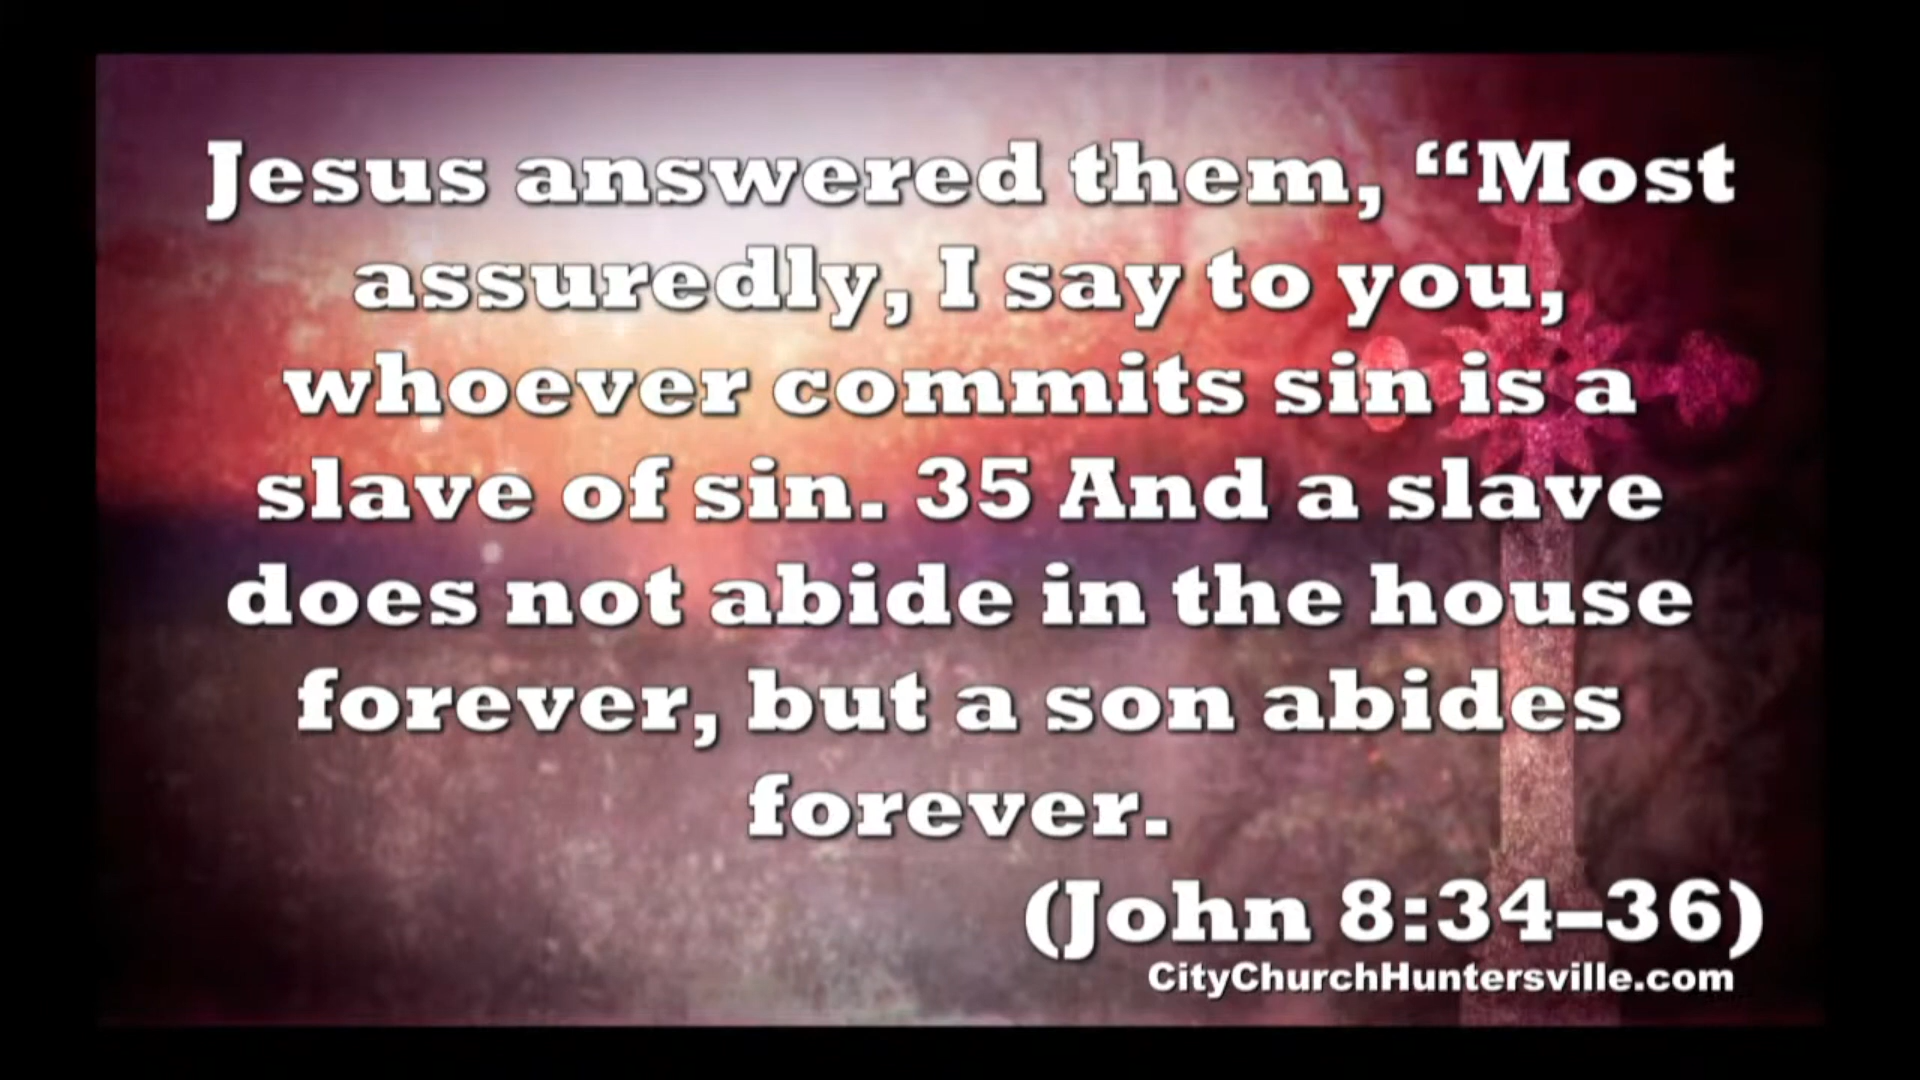 Jesus answered them, “Most
assuredly, I say to you,
whoever commits sin is a
slave of sin. 35 And a slave
does not abide in the house
forever, but a son abides
forever.
(John 8:34–36)
CityChurchHuntersville.com